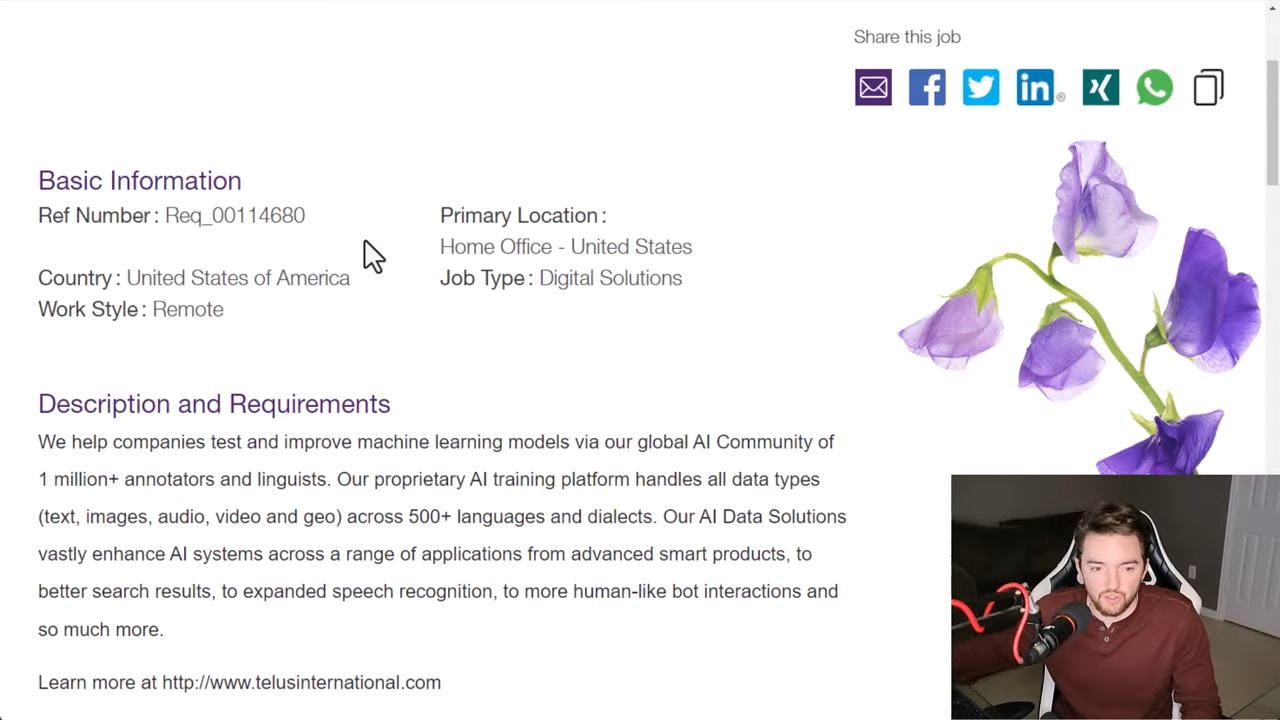 Share this job
in
Basic Information
Ref Number : Req_00114680
Primary Location :
Home Office - United States
Country : United States of America
Job Type : Digital Solutions
Work Style : Remote
Description and Requirements
We help companies test and improve machine learning models via our global AI Community of
1 million+ annotators and linguists. Our proprietary AI training platform handles all data types
(text, images, audio, video and geo) across 500+ languages and dialects. Our AI Data Solutions
vastly enhance AI systems across a range of applications from advanced smart products, to
better search results, to expanded speech recognition, to more human-like bot interactions and
so much more.
Learn more at http://www.telusinternational.com